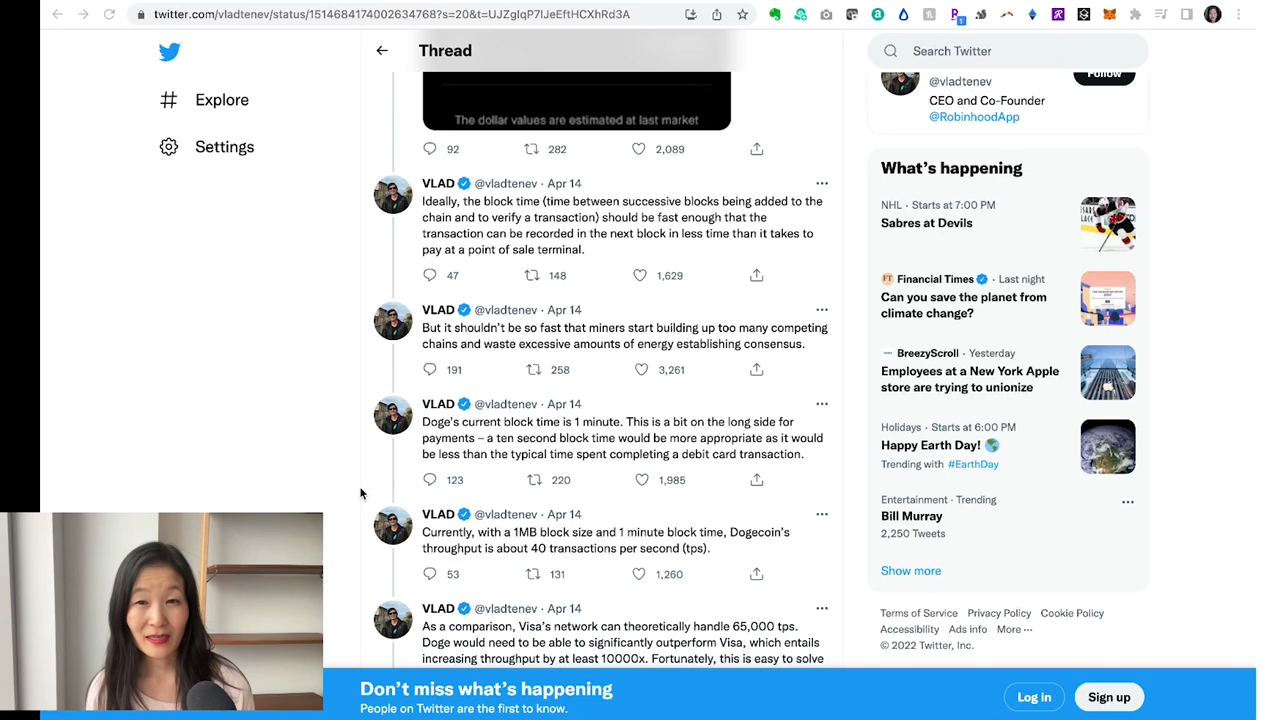 twitter.com/vladtenev/status/1514684174002634768?s=20&t=UJZgIqP7IJeEftHCXhRd3A
1
Explore
Settings
Thread
The dollar values are estimated at last market
92 282 2,089
VLAD @vladtenev · Apr 14
Ideally, the block time (time between successive blocks being added to the
chain and to verify a transaction) should be fast enough that the
transaction can be recorded in the next block in less time than it takes to
pay at a point of sale terminal.
47 148 1,629
VLAD @vladtenev · Apr 14
But it shouldn't be so fast that miners start building up too many competing
chains and waste excessive amounts of energy establishing consensus.
191 258 3,261
VLAD @vladtenev · Apr 14
Doge's current block time is 1 minute. This is a bit on the long side for
payments – a ten second block time would be more appropriate as it would
be less than the typical time spent completing a debit card transaction.
123 220 1,985
VLAD @vladtenev · Apr 14
Currently, with a 1MB block size and 1 minute block time, Dogecoin's
throughput is about 40 transactions per second (tps).
53 131 1,260
VLAD @vladtenev · Apr 14
As a comparison, Visa's network can theoretically handle 65,000 tps.
Doge would need to be able to significantly outperform Visa, which entails
increasing throughput by at least 10000x. Fortunately, this is easy to solve
Search Twitter
@vladtenev
Follow
CEO and Co-Founder
@RobinhoodApp
What's happening
NHL · Starts at 7:00 PM
Sabres at Devils
FT Financial Times · Last night
Can you save the planet from
climate change?
BreezyScroll · Yesterday
Employees at a New York Apple
store are trying to unionize
Holidays · Starts at 6:00 PM
Happy Earth Day! 🌎
Trending with #EarthDay
Entertainment · Trending
Bill Murray
2,250 Tweets
Show more
Terms of Service Privacy Policy Cookie Policy
Accessibility Ads info More ···
© 2022 Twitter, Inc.
Don't miss what's happening
People on Twitter are the first to know.
Log in
Sign up